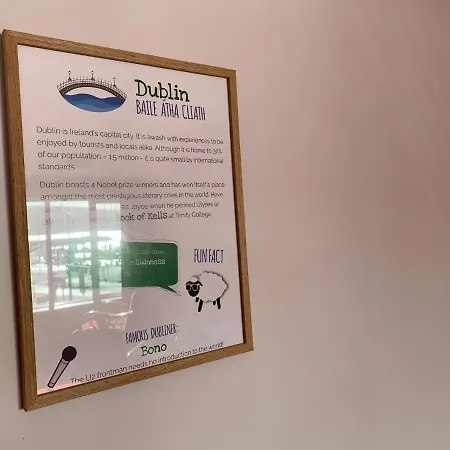 Dublin
BAILE ÁTHA CLIATH
Dublin is Ireland's capital city. It is awash with experiences to be
enjoyed by tourists and locals alike. Although it is home to
of our population - 1.5 million - it is quite small by international
standards.
Dublin boasts 4 Nobel prize winners and has won itself a place
amongst the most prestigious literary cities in the world. Have
as Joyce when he penned Ulysses or
Book of Kells at Trinity College.
Guinness
FUN FACT
FAMOUS DUBLINER:
Bono
The U2 frontman needs no introduction to the world!